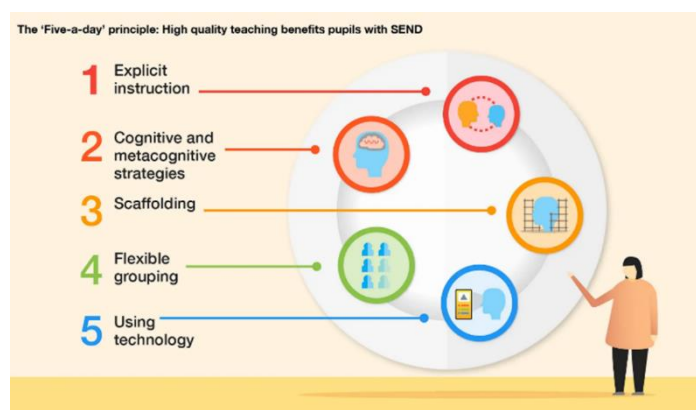 The 'Five-a-day' principle: High quality teaching benefits pupils with SEND
1 Explicit
instruction
2 Cognitive and
metacognitive
strategies
3 Scaffolding
4 Flexible
grouping
5 Using
technology